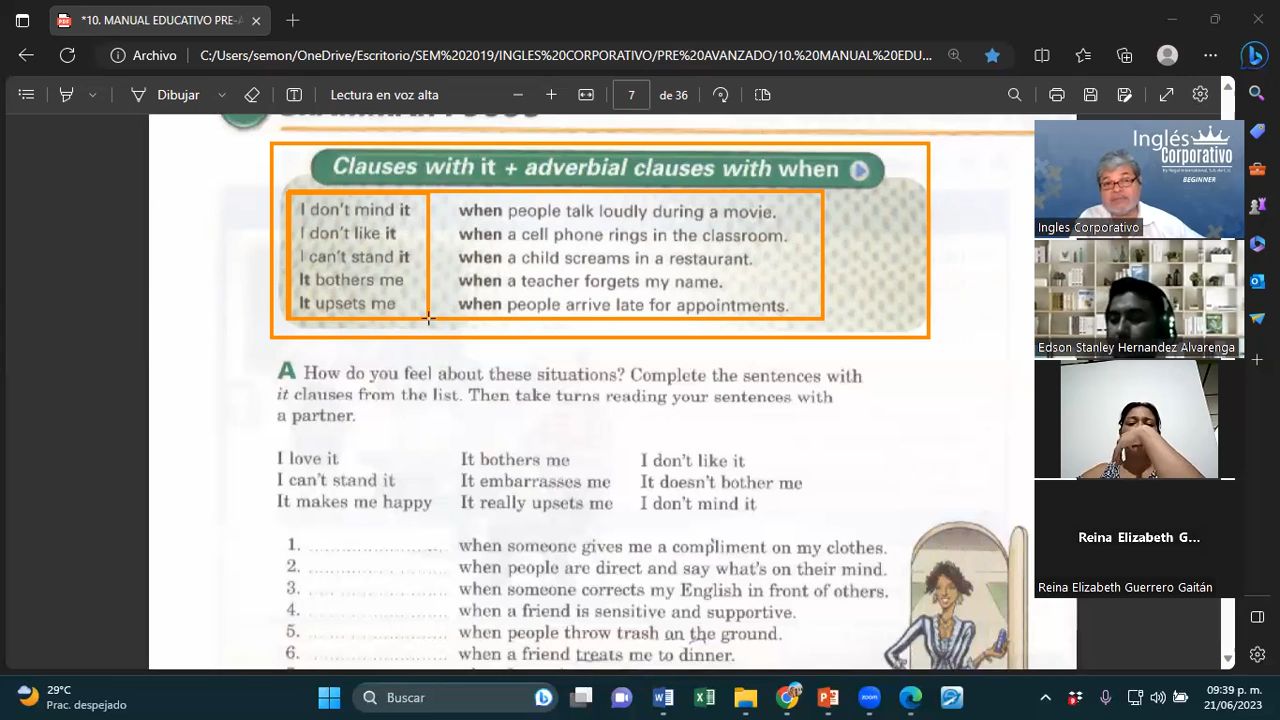 *10. MANUAL EDUCATIVO PRE-A
Archivo
C:/Users/semon/OneDrive/Escritorio/SEM%202019/INGLES%20CORPORATIVO/PRE%20AVANZADO/10.%20MANUAL%20EDU...
Dibujar
Lectura en voz alta
7
de 36
Clauses with it + adverbial clauses with when
I don't mind it when people talk loudly during a movie.
I don't like it when a cell phone rings in the classroom.
I can't stand it when a child screams in a restaurant.
It bothers me when a teacher forgets my name.
It upsets me when people arrive late for appointments.
A How do you feel about these situations? Complete the sentences with
it clauses from the list. Then take turns reading your sentences with
a partner.
I love it It bothers me I don't like it
I can't stand it It embarrasses me It doesn't bother me
It makes me happy It really upsets me I don't mind it
1. when someone gives me a compliment on my clothes.
2. when people are direct and say what's on their mind.
3. when someone corrects my English in front of others.
4. when a friend is sensitive and supportive.
5. when people throw trash on the ground.
6. when a friend treats me to dinner.
Inglés
Corporativo
by Regal International, S.A. de C.V.
BEGINNER
Ingles Corporativo
Edson Stanley Hernandez Alvarenga
Reina Elizabeth G...
Reina Elizabeth Guerrero Gaitán
29°C
Prac. despejado
Buscar
09:39 p. m.
21/06/2023